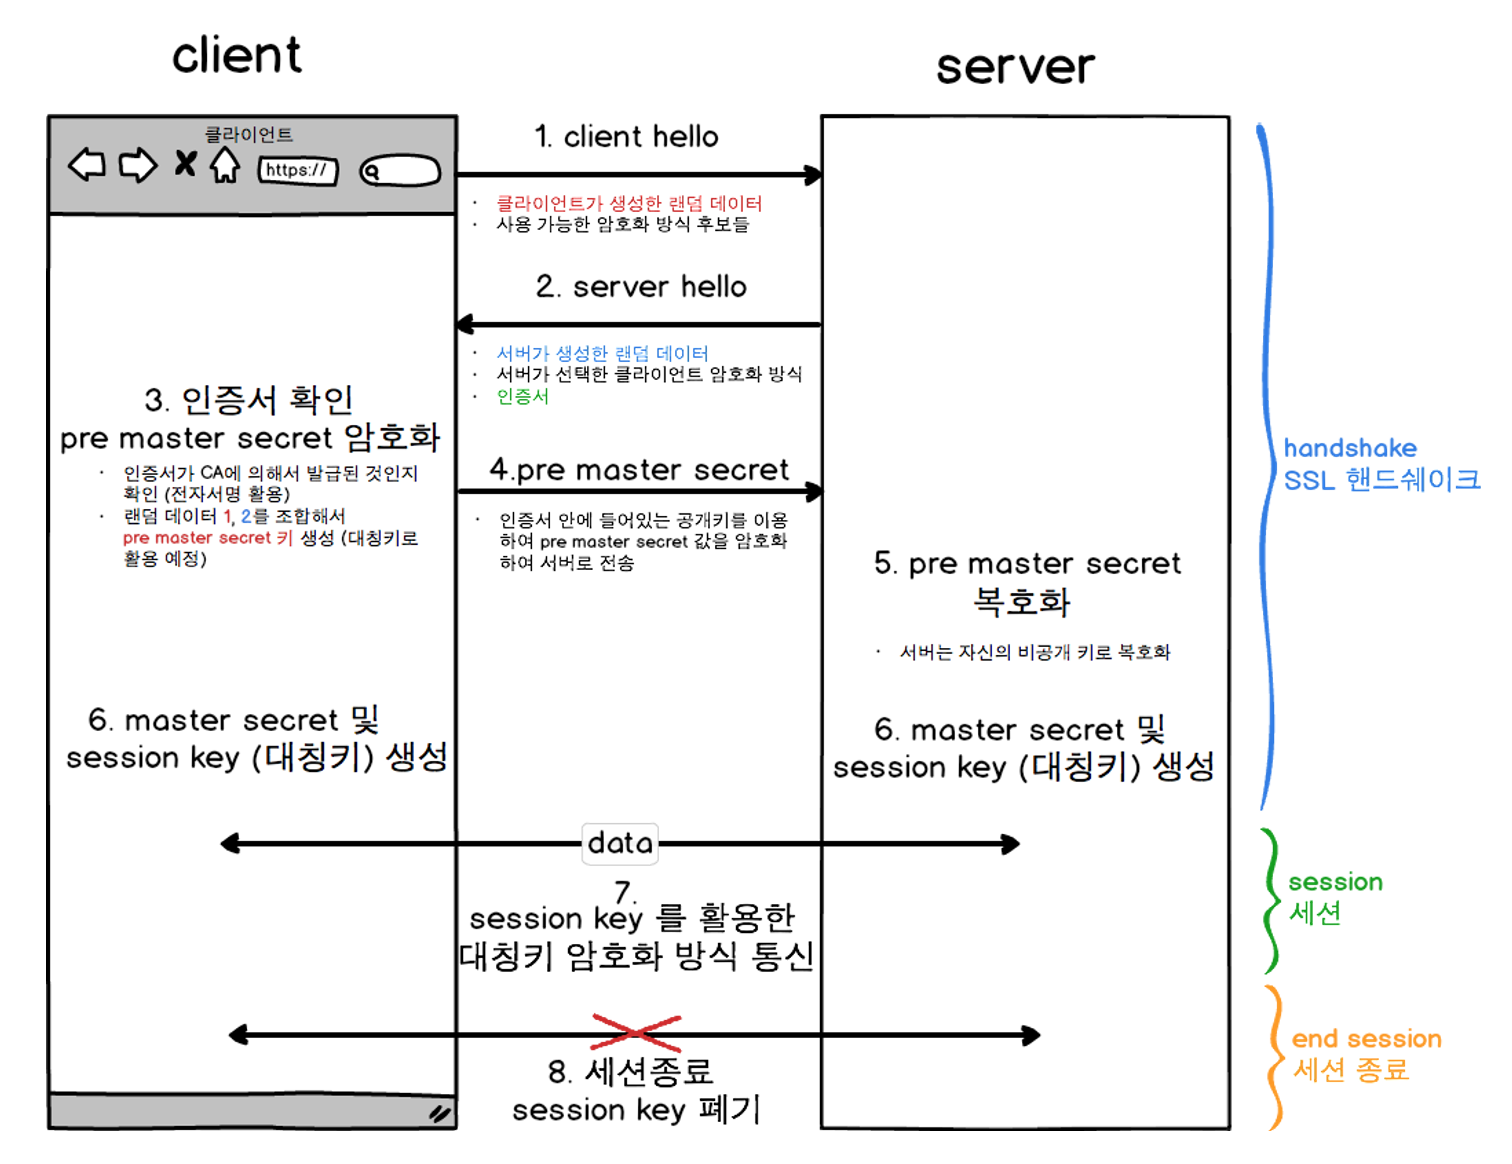 client
server
클라이언트
https://
1. client hello
· 클라이언트가 생성한 랜덤 데이터
· 사용 가능한 암호화 방식 후보들
2. server hello
· 서버가 생성한 랜덤 데이터
· 서버가 선택한 클라이언트 암호화 방식
· 인증서
3. 인증서 확인
pre master secret 암호화
· 인증서가 CA에 의해서 발급된 것인지
확인 (전자서명 활용)
· 랜덤 데이터 1, 2를 조합해서
pre master secret 키 생성 (대칭키로
활용 예정)
4.pre master secret
· 인증서 안에 들어있는 공개키를 이용
하여 pre master secret 값을 암호화
하여 서버로 전송
5. pre master secret
복호화
· 서버는 자신의 비공개 키로 복호화
6. master secret 및
session key (대칭키) 생성
6. master secret 및
session key (대칭키) 생성
handshake
SSL 핸드쉐이크
data
7.
session key 를 활용한
대칭키 암호화 방식 통신
session
세션
8. 세션종료
session key 폐기
end session
세션 종료